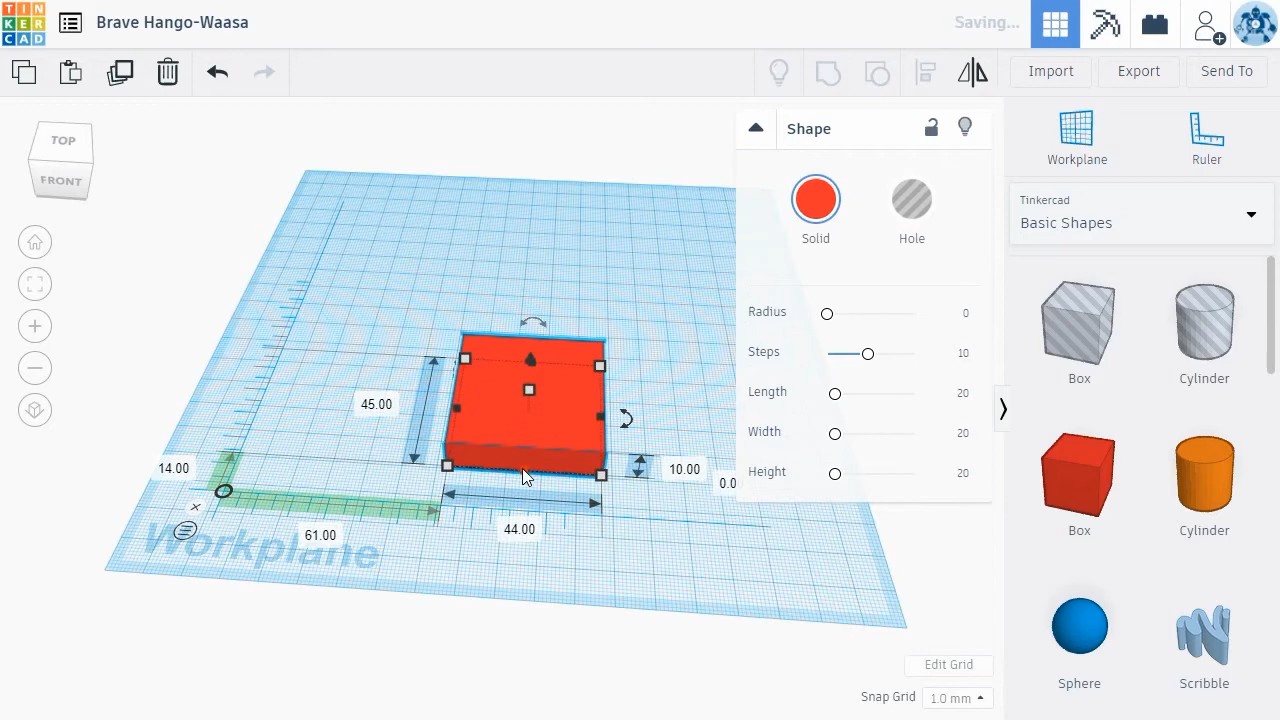 TIN
KER
CAD
Brave Hango-Waasa
Saving...
Import
Export
Send To
TOP
FRONT
Shape
Solid
Hole
Radius 0
Steps 10
Length 20
Width 20
Height 20
Workplane
Ruler
Tinkercad
Basic Shapes
Box
Cylinder
Box
Cylinder
Sphere
Scribble
45.00
14.00
10.00
0.0
44.00
61.00
Workplane
Edit Grid
Snap Grid 1.0 mm